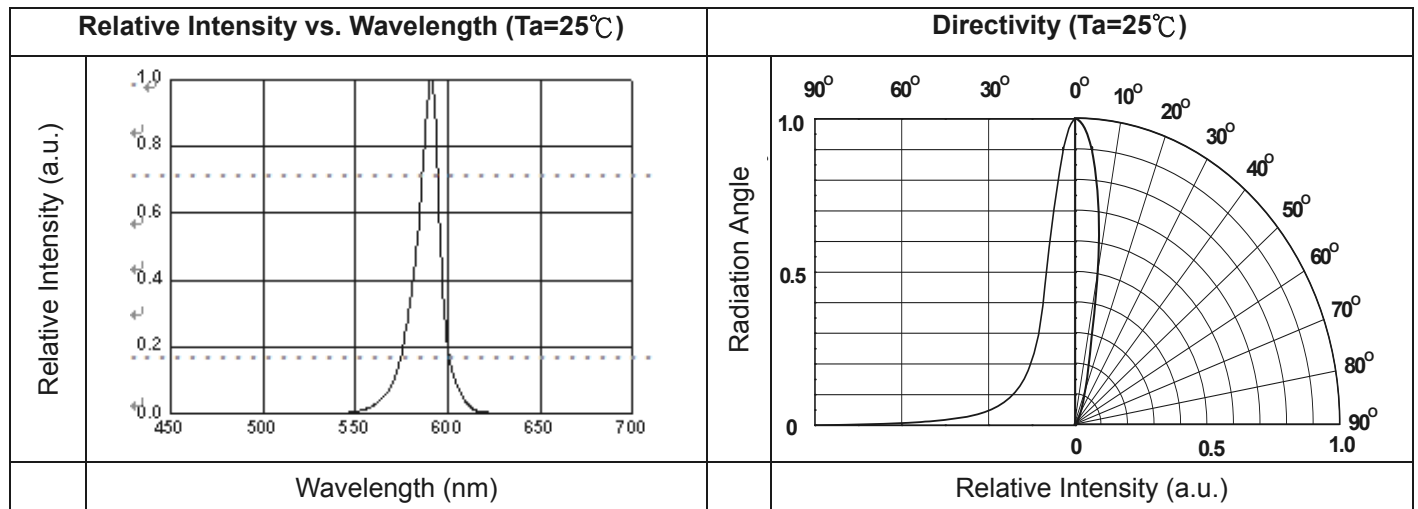 Relative Intensity vs. Wavelength (Ta=25℃)
Relative Intensity (a.u.)
1.0
0.8
0.6
0.4
0.2
0.0
450 500 550 600 650 700
Wavelength (nm)
Directivity (Ta=25℃)
Radiation Angle
90° 60° 30° 0° 10° 20° 30° 40° 50° 60° 70° 80° 90°
1.0
0.5
0
0 0.5 1.0
Relative Intensity (a.u.)